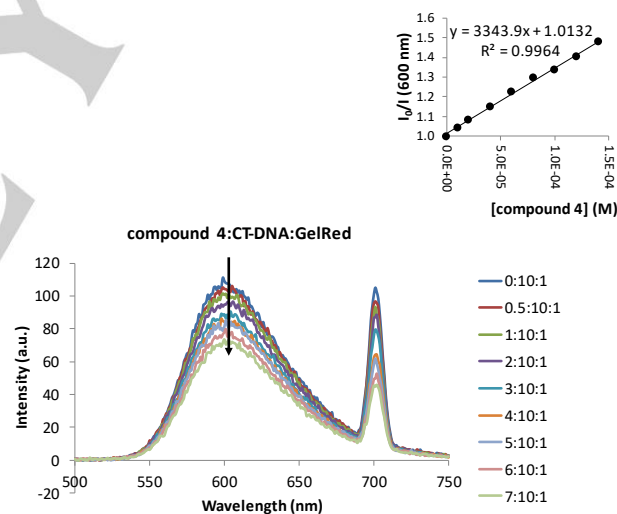 1.6
1.5
1.4
1.3
1.2
1.1
1.0
y = 3343.9x + 1.0132
R² = 0.9964
I₀/I (600 nm)
0.0E+00
5.0E-05
1.0E-04
1.5E-04
[compound 4] (M)
compound 4:CT-DNA:GelRed
120
100
80
60
40
20
0
-20
Intensity (a.u.)
500
550
600
650
700
750
Wavelength (nm)
0:10:1
0.5:10:1
1:10:1
2:10:1
3:10:1
4:10:1
5:10:1
6:10:1
7:10:1